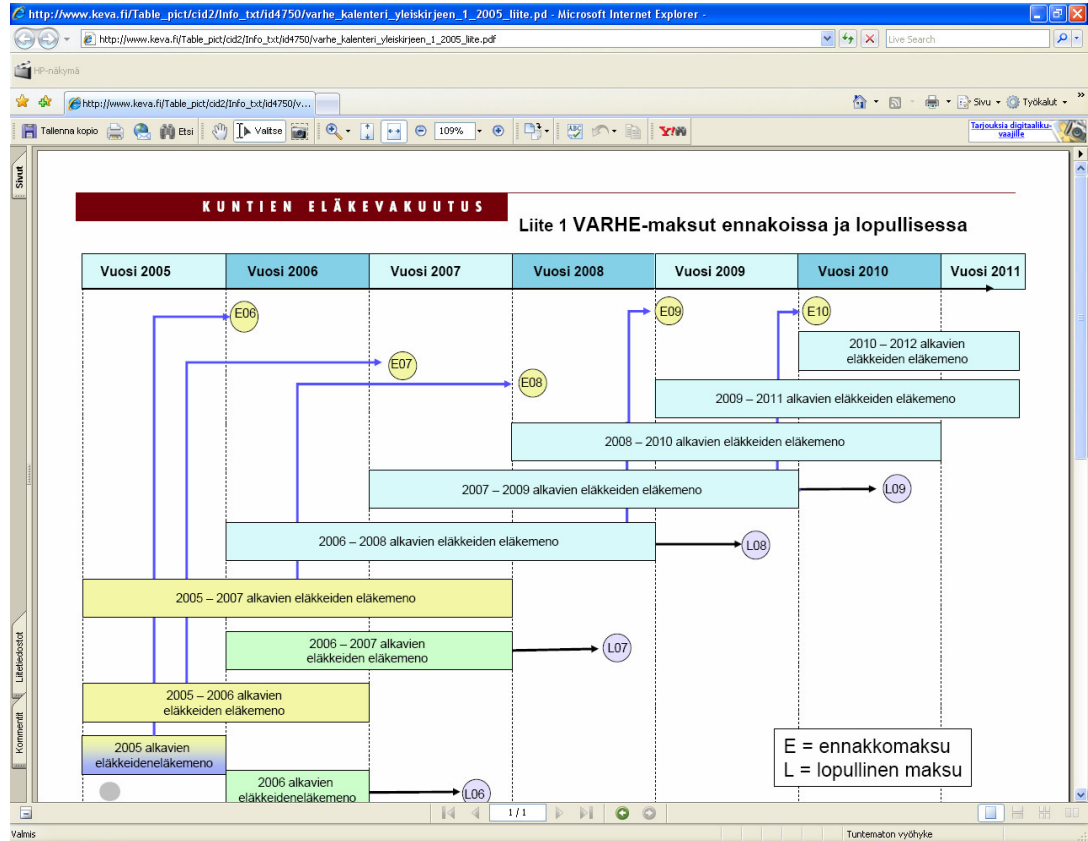 http://www.keva.fi/Table_pict/cid2/Info_txt/id4750/varhe_kalenteri_yleiskirjeen_1_2005_liite.pd - Microsoft Internet Explorer -
http://www.keva.fi/Table_pict/cid2/Info_txt/id4750/varhe_kalenteri_yleiskirjeen_1_2005_liite.pdf
Live Search
HP-näkymä
http://www.keva.fi/Table_pict/cid2/Info_txt/id4750/v...
Sivu
Työkalut
Tallenna kopio
Etsi
Valitse
109%
Y!
Tarjouksia digitaaliku-
vaajille
Sivut
KUNTIEN ELÄKEVAKUUTUS
Liite 1 VARHE-maksut ennakoissa ja lopullisessa
Vuosi 2005 Vuosi 2006 Vuosi 2007 Vuosi 2008 Vuosi 2009 Vuosi 2010 Vuosi 2011
E06
E09
E10
2010 – 2012 alkavien
eläkkeiden eläkemeno
E07
E08
2009 – 2011 alkavien eläkkeiden eläkemeno
2008 – 2010 alkavien eläkkeiden eläkemeno
2007 – 2009 alkavien eläkkeiden eläkemeno
L09
2006 – 2008 alkavien eläkkeiden eläkemeno
L08
2005 – 2007 alkavien eläkkeiden eläkemeno
2006 – 2007 alkavien
eläkkeiden eläkemeno
L07
Liitetiedostot
2005 – 2006 alkavien
eläkkeiden eläkemeno
Kommentit
2005 alkavien
eläkkeideneläkemeno
E = ennakkomaksu
L = lopullinen maksu
2006 alkavien
eläkkeideneläkemeno
L06
1/1
Valmis
Tuntematon vyöhyke